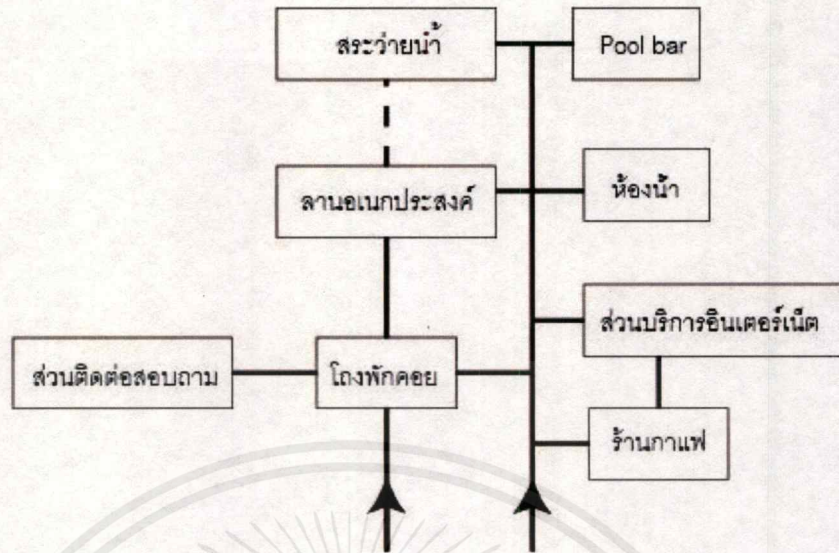 สระว่ายน้ำ
Pool bar
ลานอเนกประสงค์
ห้องน้ำ
ส่วนบริการอินเตอร์เน็ต
ส่วนติดต่อสอบถาม
โถงพักคอย
ร้านกาแฟ